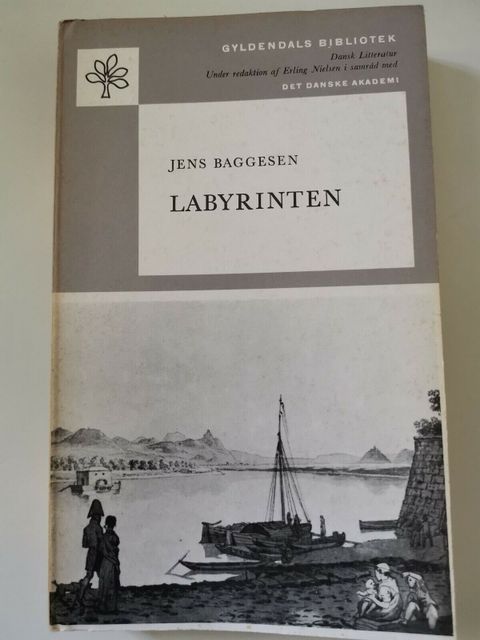 GYLDENDALS BIBLIOTEK
Dansk Litteratur
Under redaktion af Erling Nielsen i samråd med
DET DANSKE AKADEMI
JENS BAGGESEN
LABYRINTEN